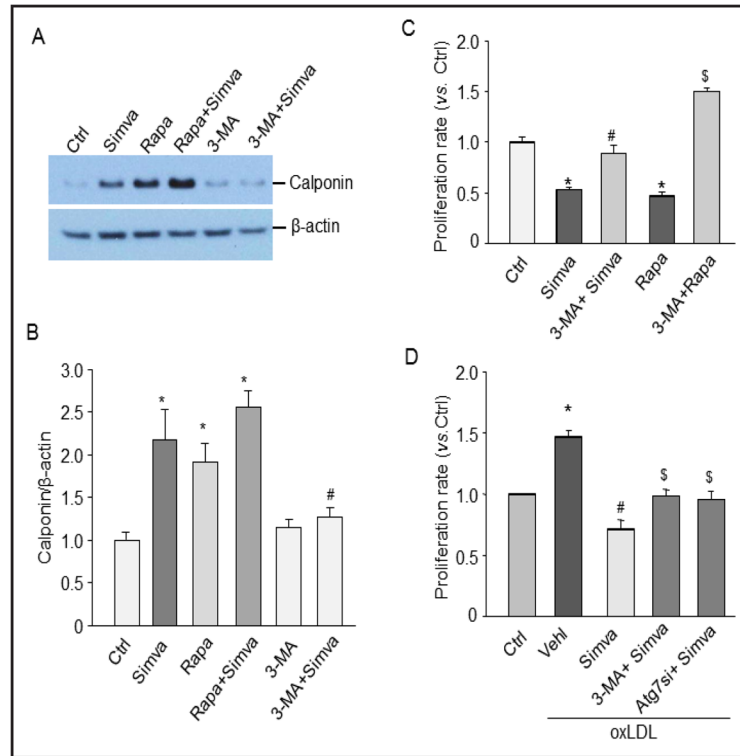 A
Ctrl
Simva
Rapa
Rapa+Simva
3-MA
3-MA+Simva
Calponin
β-actin
B
Calponin/β-actin
3.0
2.5
2.0
1.5
1.0
0.5
0
*
*
*
#
Ctrl
Simva
Rapa
Rapa+Simva
3-MA
3-MA+Simva
C
Proliferation rate (vs. Ctrl)
2.0
1.5
1.0
0.5
0
*
#
*
$
Ctrl
Simva
3-MA+ Simva
Rapa
3-MA+Rapa
D
Proliferation rate (vs.Ctrl)
2.0
1.5
1.0
0.5
0
*
#
$
$
Ctrl
Vehl
Simva
3-MA+ Simva
Atg7si+ Simva
oxLDL